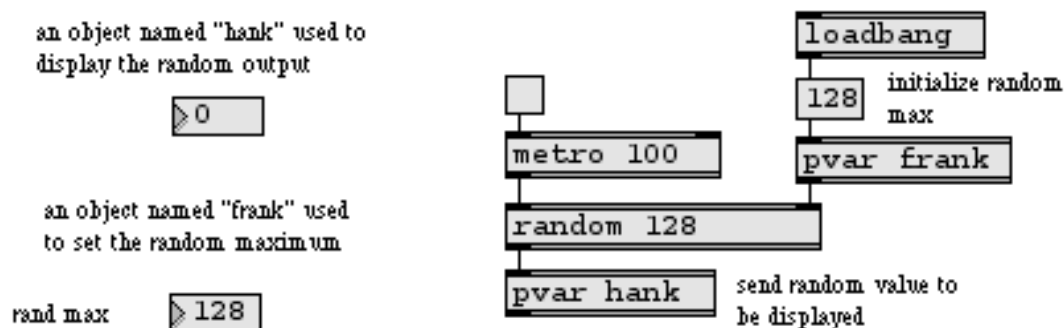 an object named "hank" used to
display the random output
0
an object named "frank" used
to set the random maximum
rand max
128
metro 100
random 128
pvar hank
send random value to
be displayed
loadbang
128
initialize random
max
pvar frank